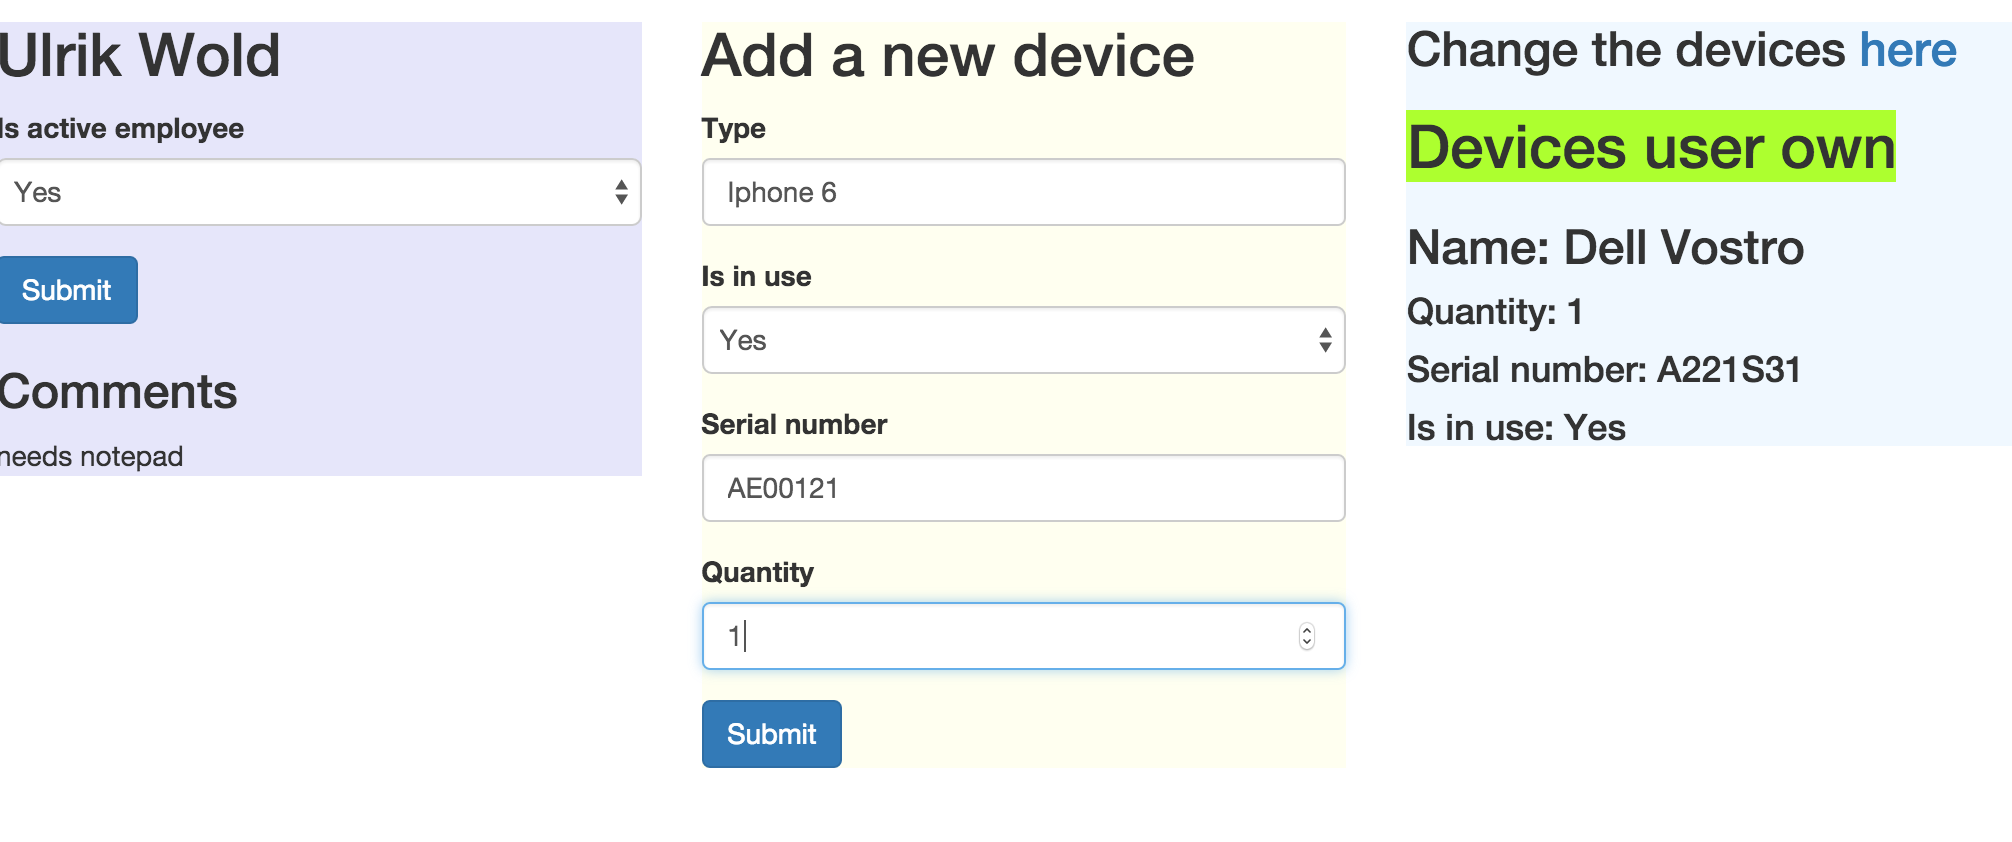 Ulrik Wold
Is active employee
Yes
Submit
Comments
needs notepad
Add a new device
Type
Iphone 6
Is in use
Yes
Serial number
AE00121
Quantity
1
Submit
Change the devices here
Devices user own
Name: Dell Vostro
Quantity: 1
Serial number: A221S31
Is in use: Yes